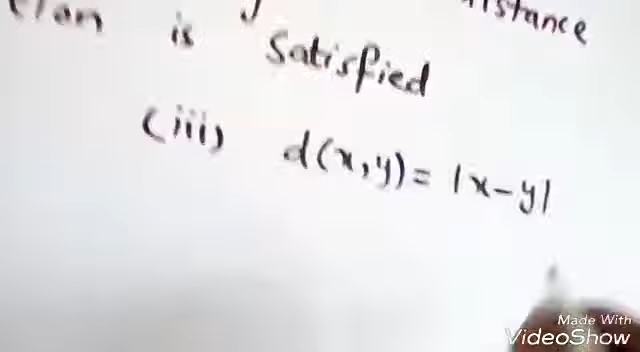 is
Satisfied
(iii) d(x,y) = |x-y|
Made With
VideoShow